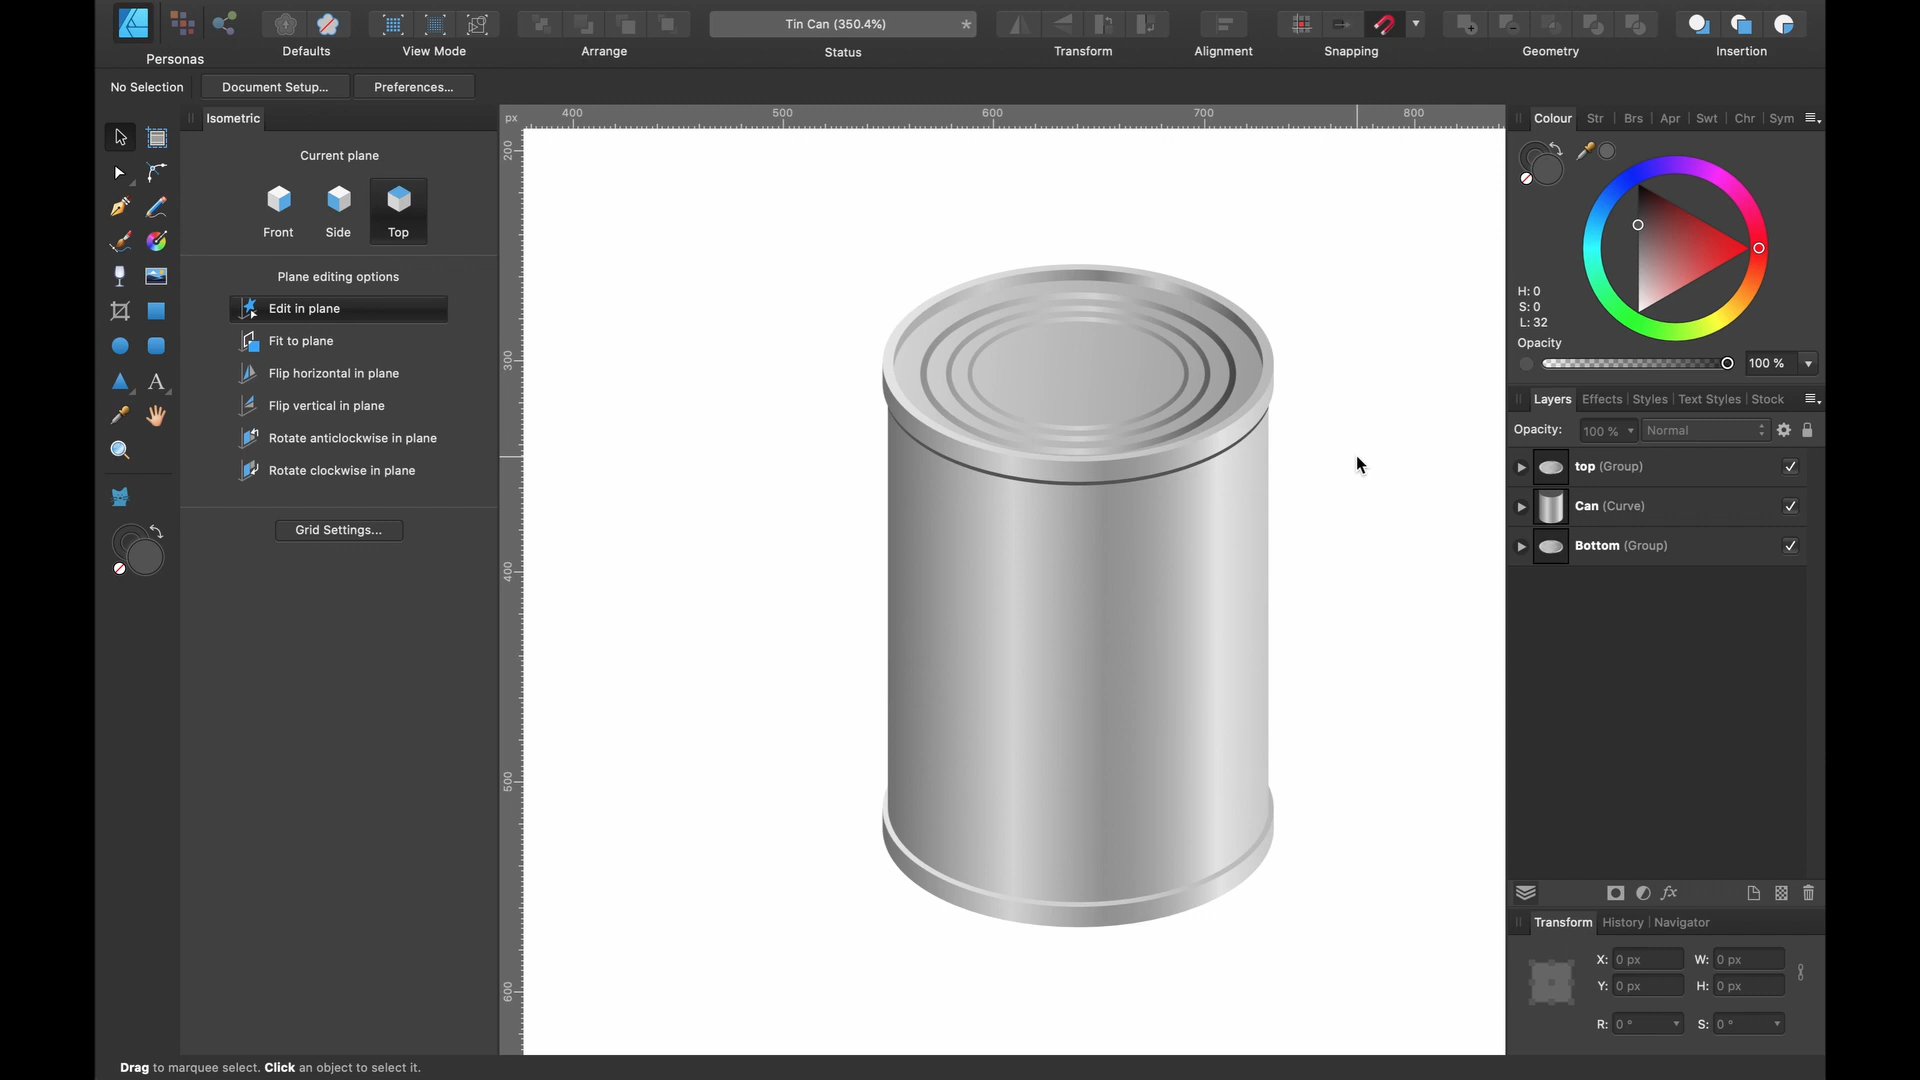 Tin Can (350.4%)
*
Personas
Defaults
View Mode
Arrange
Status
Transform
Alignment
Snapping
Geometry
Insertion
No Selection
Document Setup...
Preferences...
Isometric
Current plane
Front
Side
Top
Plane editing options
Edit in plane
Fit to plane
Flip horizontal in plane
Flip vertical in plane
Rotate anticlockwise in plane
Rotate clockwise in plane
Grid Settings...
px
400
500
600
700
800
200
300
400
500
600
Colour
Str
Brs
Apr
Swt
Chr
Sym
H: 0
S: 0
L: 32
Opacity
100 %
Layers
Effects
Styles
Text Styles
Stock
Opacity:
100 %
Normal
top (Group)
Can (Curve)
Bottom (Group)
fx
Transform
History
Navigator
X: 0 px
W: 0 px
Y: 0 px
H: 0 px
R: 0 °
S: 0 °
A
Drag to marquee select. Click an object to select it.